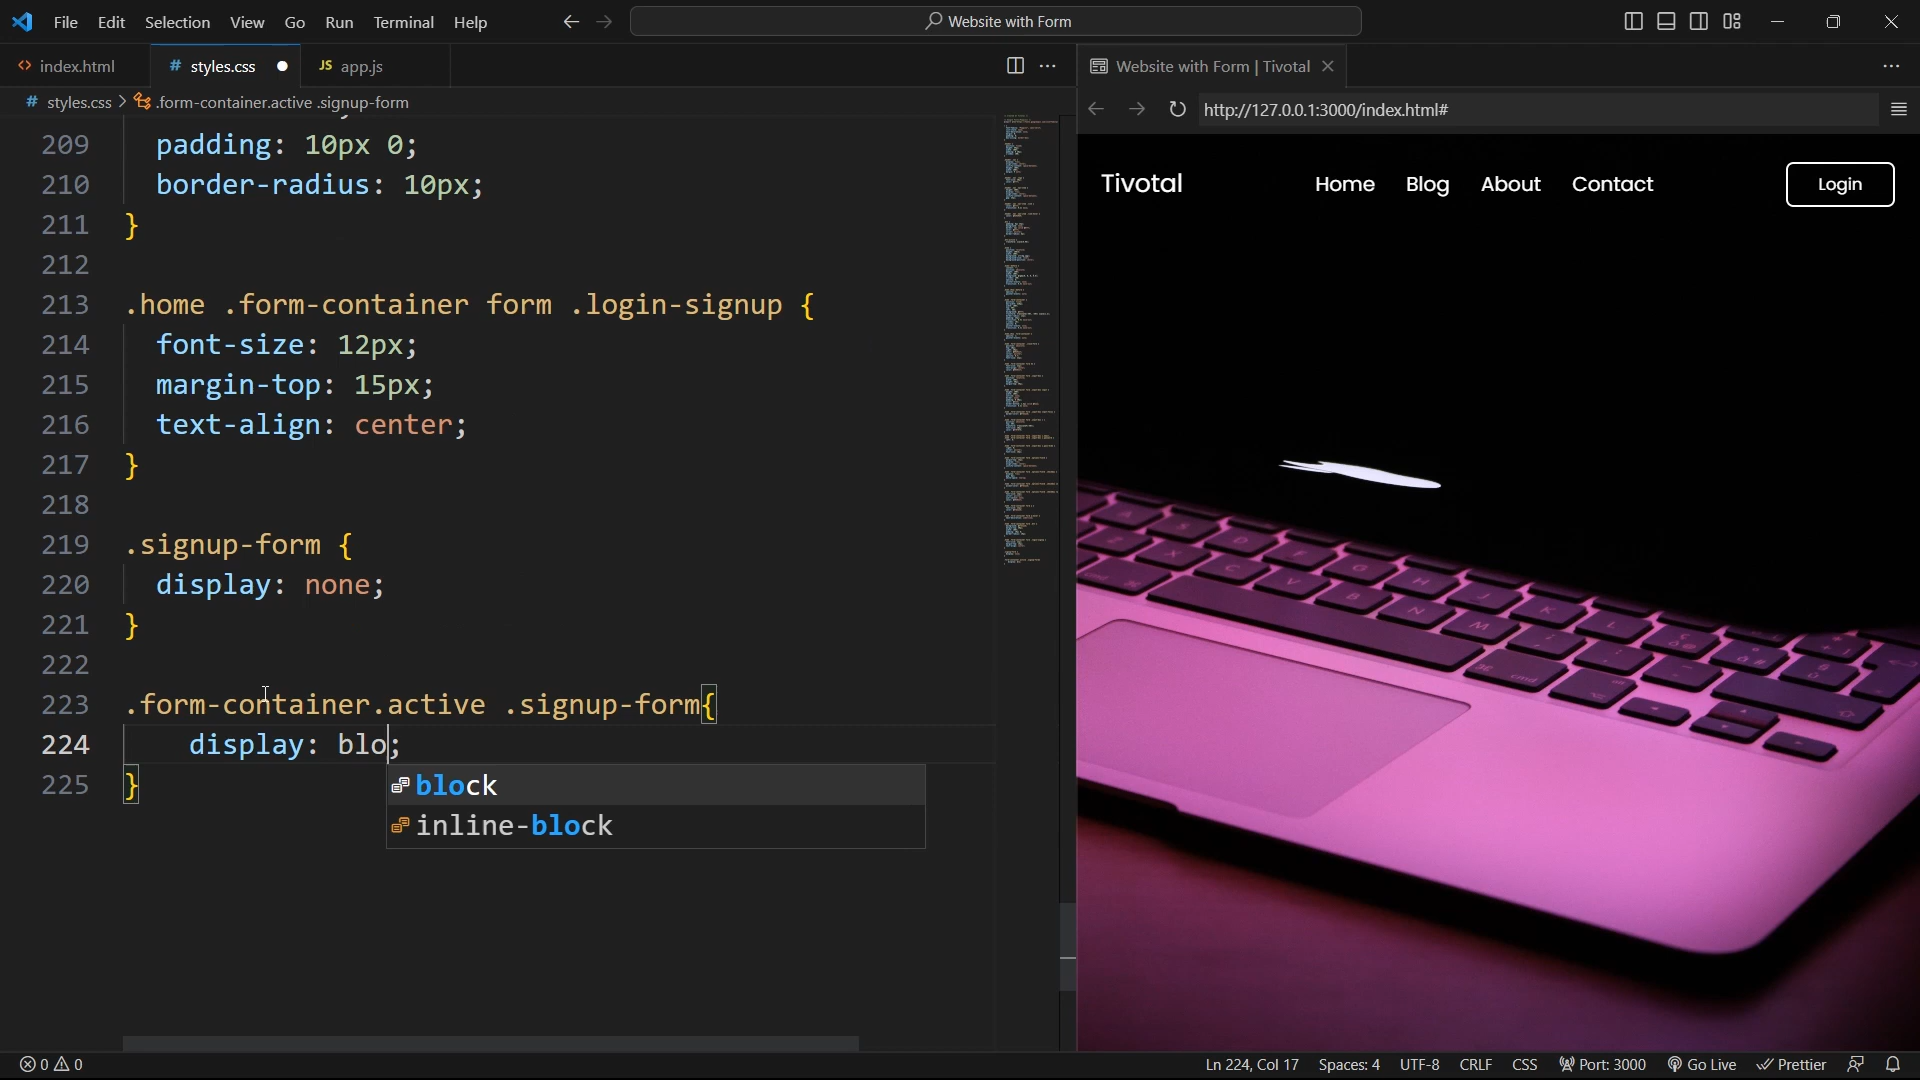 File Edit Selection View Go Run Terminal Help
Website with Form
index.html
# styles.css
JS app.js
Website with Form | Tivotal
# styles.css > .form-container.active .signup-form
http://127.0.0.1:3000/index.html#
209 padding: 10px 0;
210 border-radius: 10px;
211 }
212
213 .home .form-container form .login-signup {
214 font-size: 12px;
215 margin-top: 15px;
216 text-align: center;
217 }
218
219 .signup-form {
220 display: none;
221 }
222
223 .form-container.active .signup-form{
224 display: blo;
225 }
block
inline-block
Tivotal
Home Blog About Contact
Login
0 0
Ln 224, Col 17 Spaces: 4 UTF-8 CRLF CSS Port: 3000 Go Live Prettier